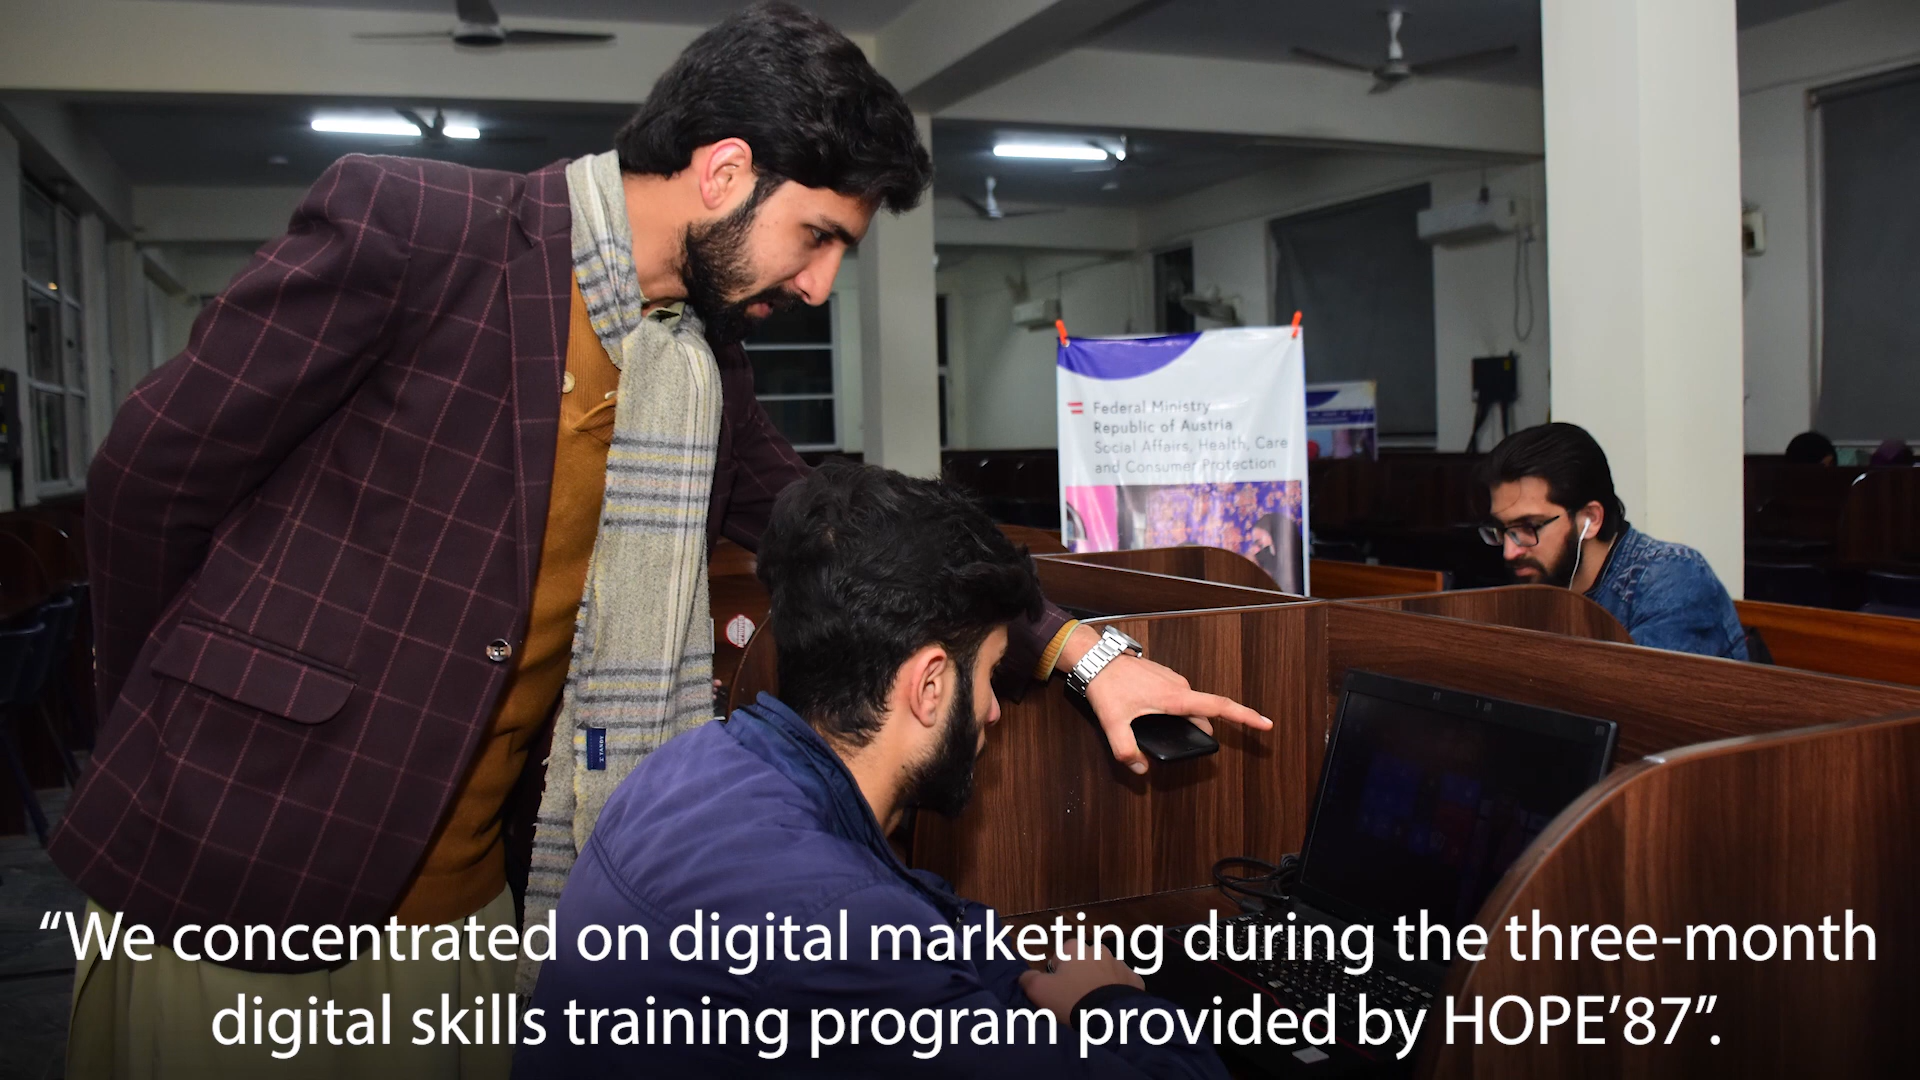 Federal Ministry
Republic of Austria
Social Affairs, Health, Care
and Consumer Protection
“We concentrated on digital marketing during the three-month
digital skills training program provided by HOPE’87”.